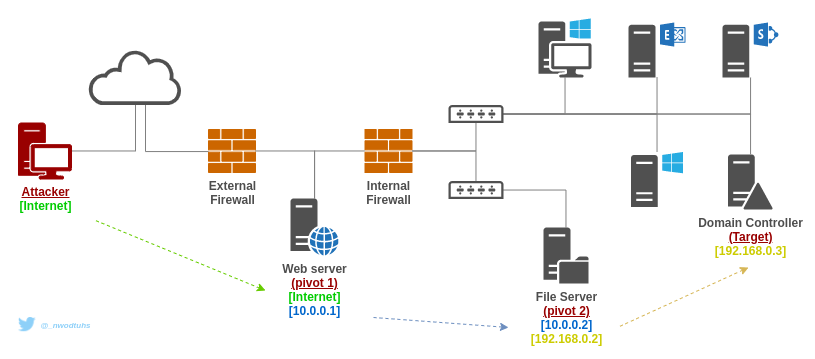 Attacker
[Internet]
External
Firewall
Internal
Firewall
Web server
(pivot 1)
[Internet]
[10.0.0.1]
File Server
(pivot 2)
[10.0.0.2]
[192.168.0.2]
Domain Controller
(Target)
[192.168.0.3]
E
S
@_nwodtuhs